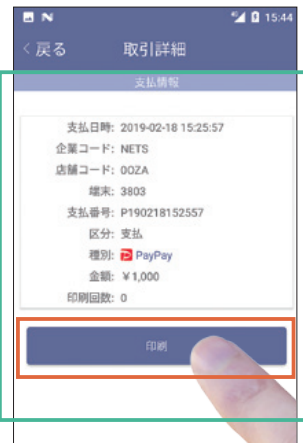 15:44
< 戻る 取引詳細
支払情報
支払日時: 2019-02-18 15:25:57
企業コード: NETS
店舗コード: 00ZA
端末: 3803
支払番号: P190218152557
区分: 支払
種別: PayPay
金額: ￥1,000
印刷回数: 0
印刷